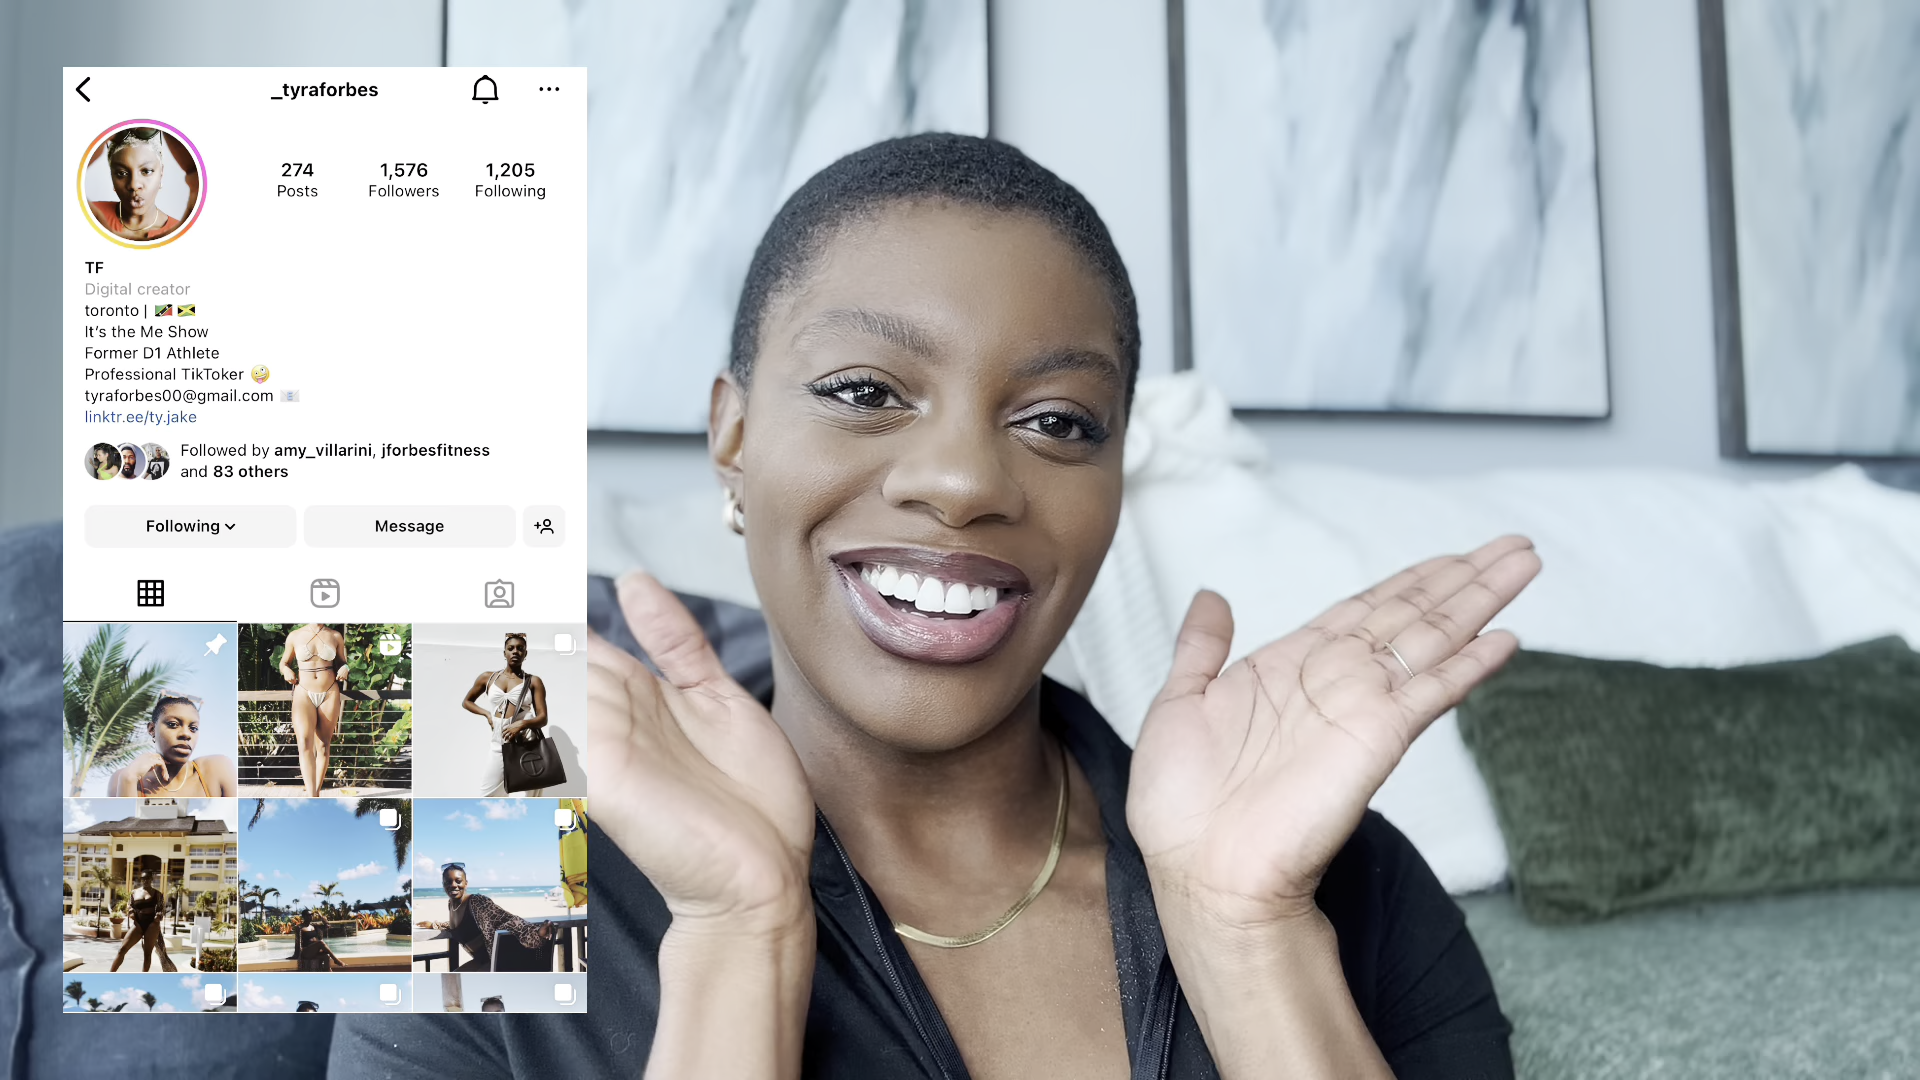 _tyraforbes
274
Posts
1,576
Followers
1,205
Following
TF
Digital creator
toronto |
It's the Me Show
Former D1 Athlete
Professional TikToker
tyraforbes00@gmail.com
linktr.ee/ty.jake
Followed by amy_villarini, jforbesfitness
and 83 others
Following
Message